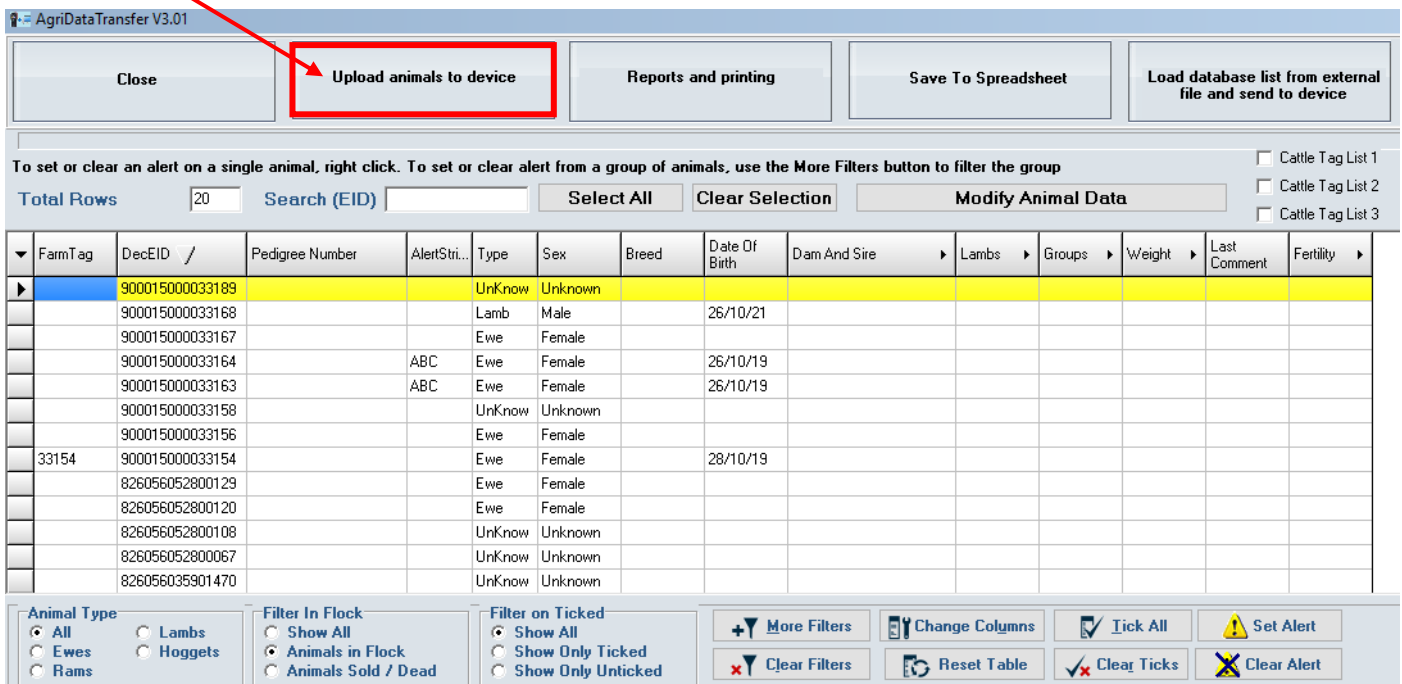 AgriDataTransfer V3.01
Close
Upload animals to device
Reports and printing
Save To Spreadsheet
Load database list from external
file and send to device
To set or clear an alert on a single animal, right click. To set or clear alert from a group of animals, use the More Filters button to filter the group
Cattle Tag List 1
Cattle Tag List 2
Cattle Tag List 3
Total Rows 20 Search (EID) Select All Clear Selection Modify Animal Data
FarmTag DecEID Pedigree Number AlertStri... Type Sex Breed Date Of Birth Dam And Sire Lambs Groups Weight Last Comment Fertility
900015000033189 UnKnow Unknown
900015000033168 Lamb Male 26/10/21
900015000033167 Ewe Female
900015000033164 ABC Ewe Female 26/10/19
900015000033163 ABC Ewe Female 26/10/19
900015000033158 UnKnow Unknown
900015000033156 Ewe Female
33154 900015000033154 Ewe Female 28/10/19
826056052800129 Ewe Female
826056052800120 Ewe Female
826056052800108 UnKnow Unknown
826056052800067 UnKnow Unknown
826056035901470 UnKnow Unknown
Animal Type
All Lambs
Ewes Hoggets
Rams
Filter In Flock
Show All
Animals in Flock
Animals Sold / Dead
Filter on Ticked
Show All
Show Only Ticked
Show Only Unticked
More Filters Change Columns Tick All Set Alert
Clear Filters Reset Table Clear Ticks Clear Alert